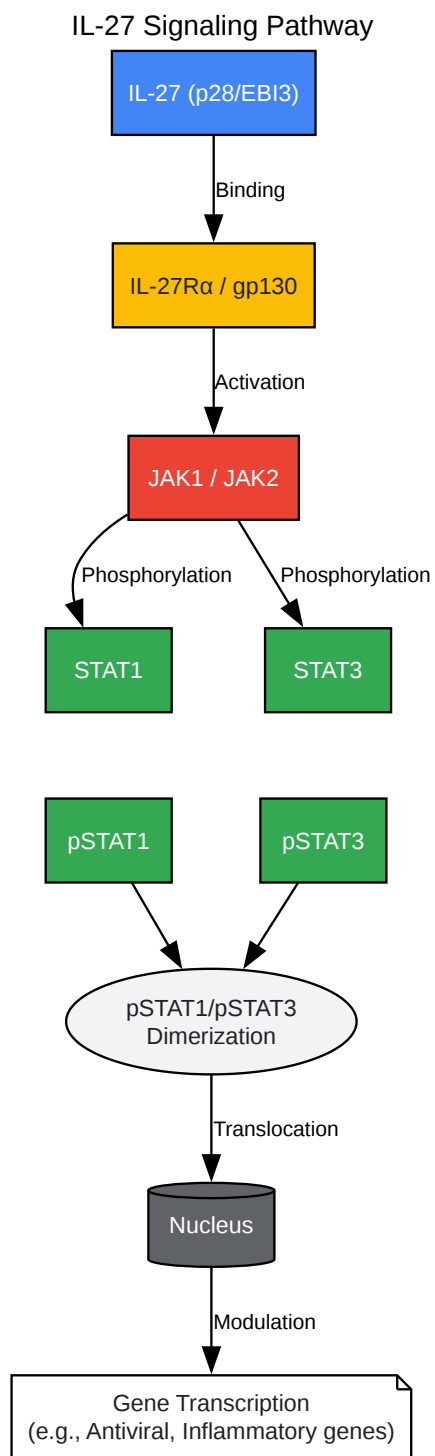 IL-27 Signaling Pathway
IL-27 (p28/EBI3)
Binding
IL-27Rα / gp130
Activation
JAK1 / JAK2
Phosphorylation
Phosphorylation
STAT1
STAT3
pSTAT1
pSTAT3
pSTAT1/pSTAT3
Dimerization
Translocation
Nucleus
Modulation
Gene Transcription
(e.g., Antiviral, Inflammatory genes)